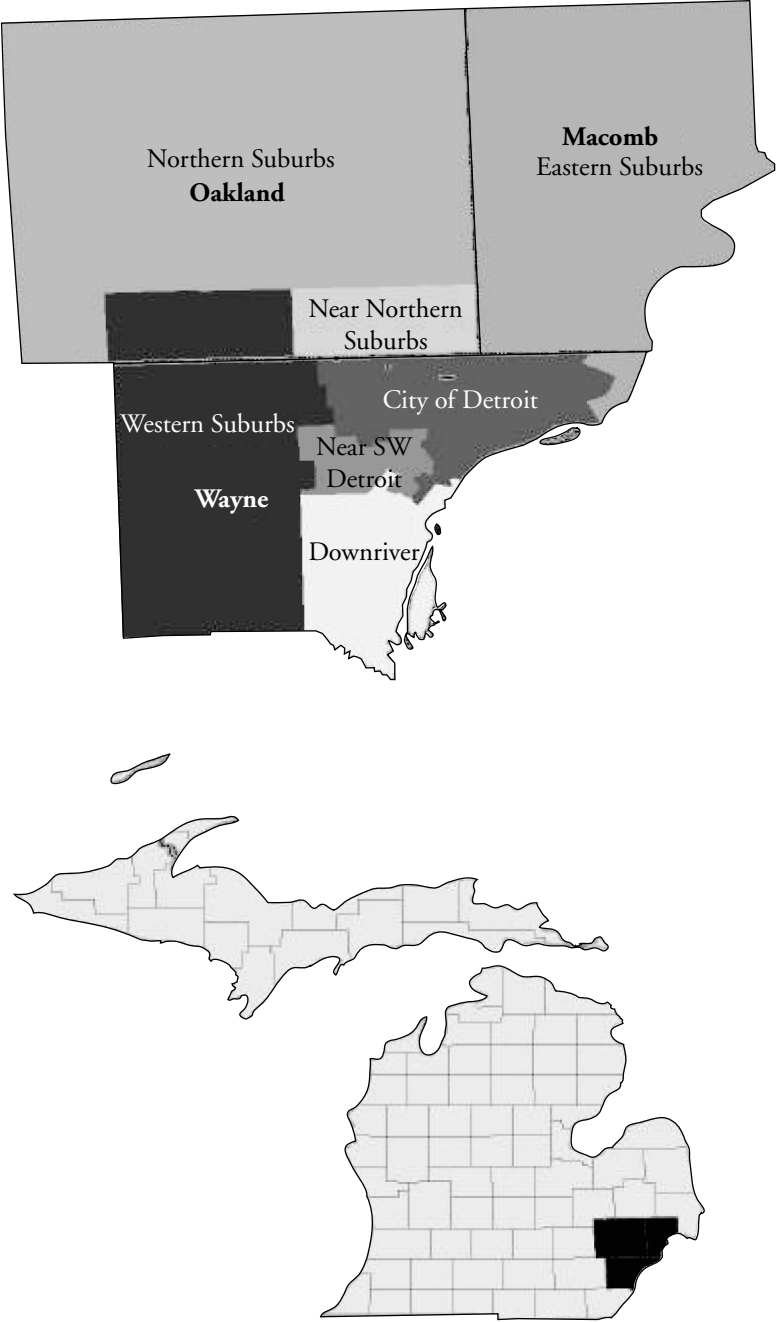 Northern Suburbs
Oakland
Macomb
Eastern Suburbs
Near Northern
Suburbs
City of Detroit
Western Suburbs
Near SW
Detroit
Wayne
Downriver